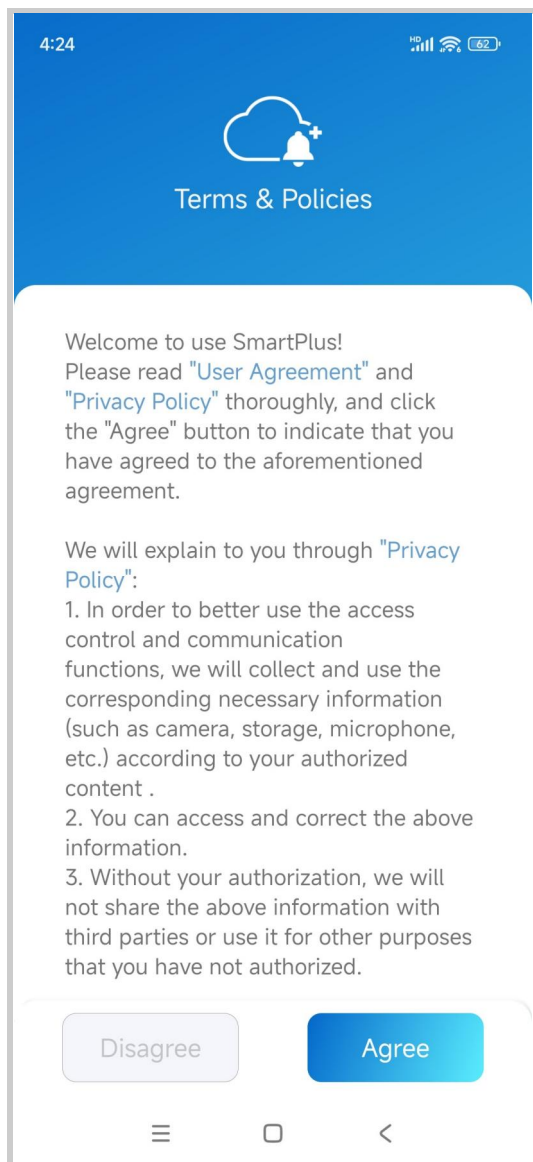 4:24
HD
6
62
Terms & Policies
Welcome to use SmartPlus!
Please read "User Agreement" and
"Privacy Policy" thoroughly, and click
the "Agree" button to indicate that you
have agreed to the aforementioned
agreement.
We will explain to you through "Privacy
Policy":
1. In order to better use the access
control and communication
functions, we will collect and use the
corresponding necessary information
(such as camera, storage, microphone,
etc.) according to your authorized
content .
2. You can access and correct the above
information.
3. Without your authorization, we will
not share the above information with
third parties or use it for other purposes
that you have not authorized.
Disagree
Agree